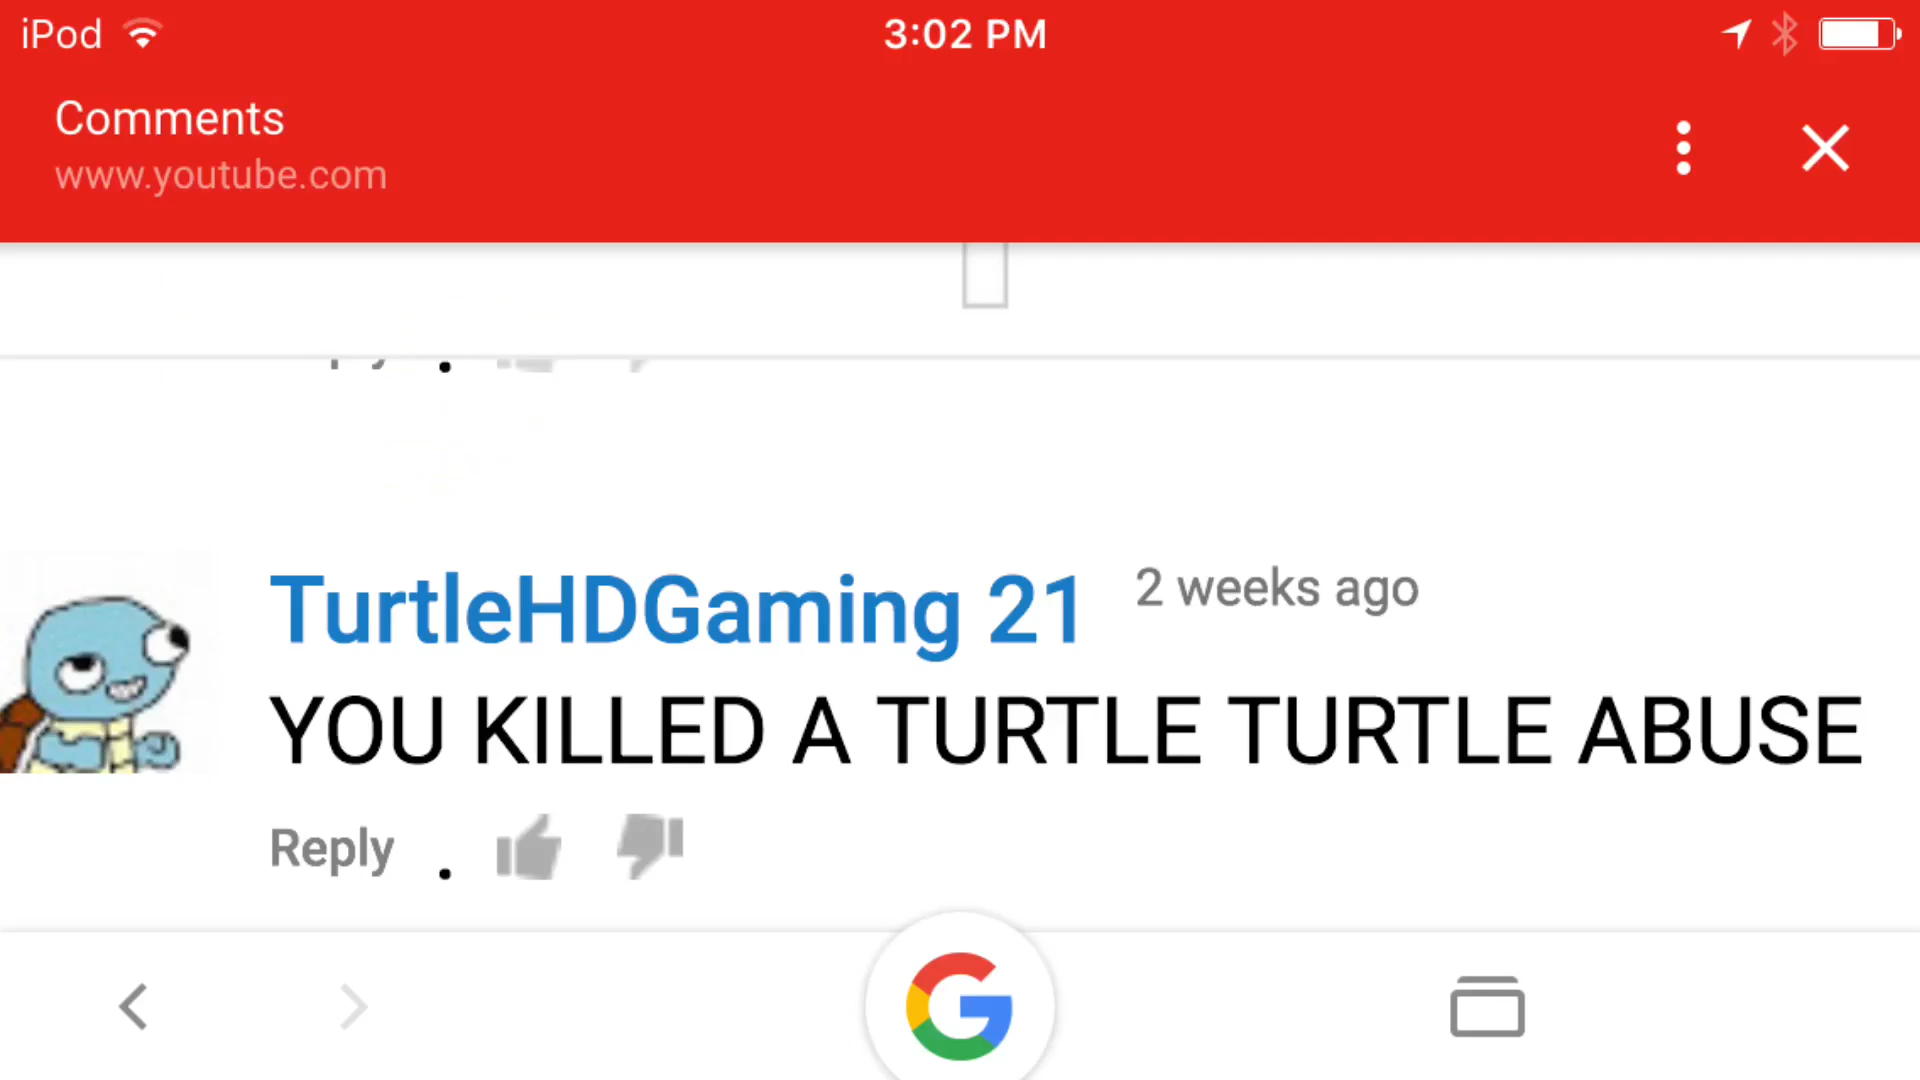 iPod 3:02 PM
Comments
www.youtube.com
TurtleHDGaming 21 2 weeks ago
YOU KILLED A TURTLE TURTLE ABUSE
Reply .